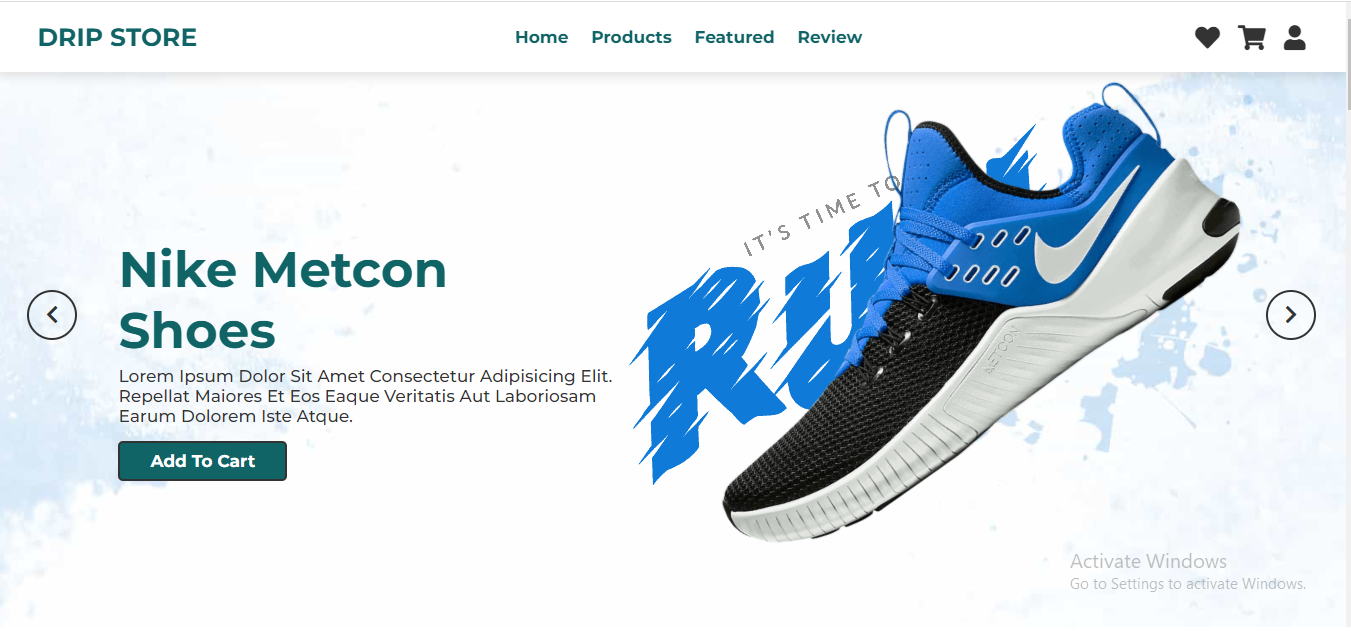 DRIP STORE
Home Products Featured Review
IT'S TIME TO
RUN
Nike Metcon
Shoes
Lorem Ipsum Dolor Sit Amet Consectetur Adipisicing Elit.
Repellat Maiores Et Eos Eaque Veritatis Aut Laboriosam
Earum Dolorem Iste Atque.
Add To Cart
METCON
Activate Windows
Go to Settings to activate Windows.